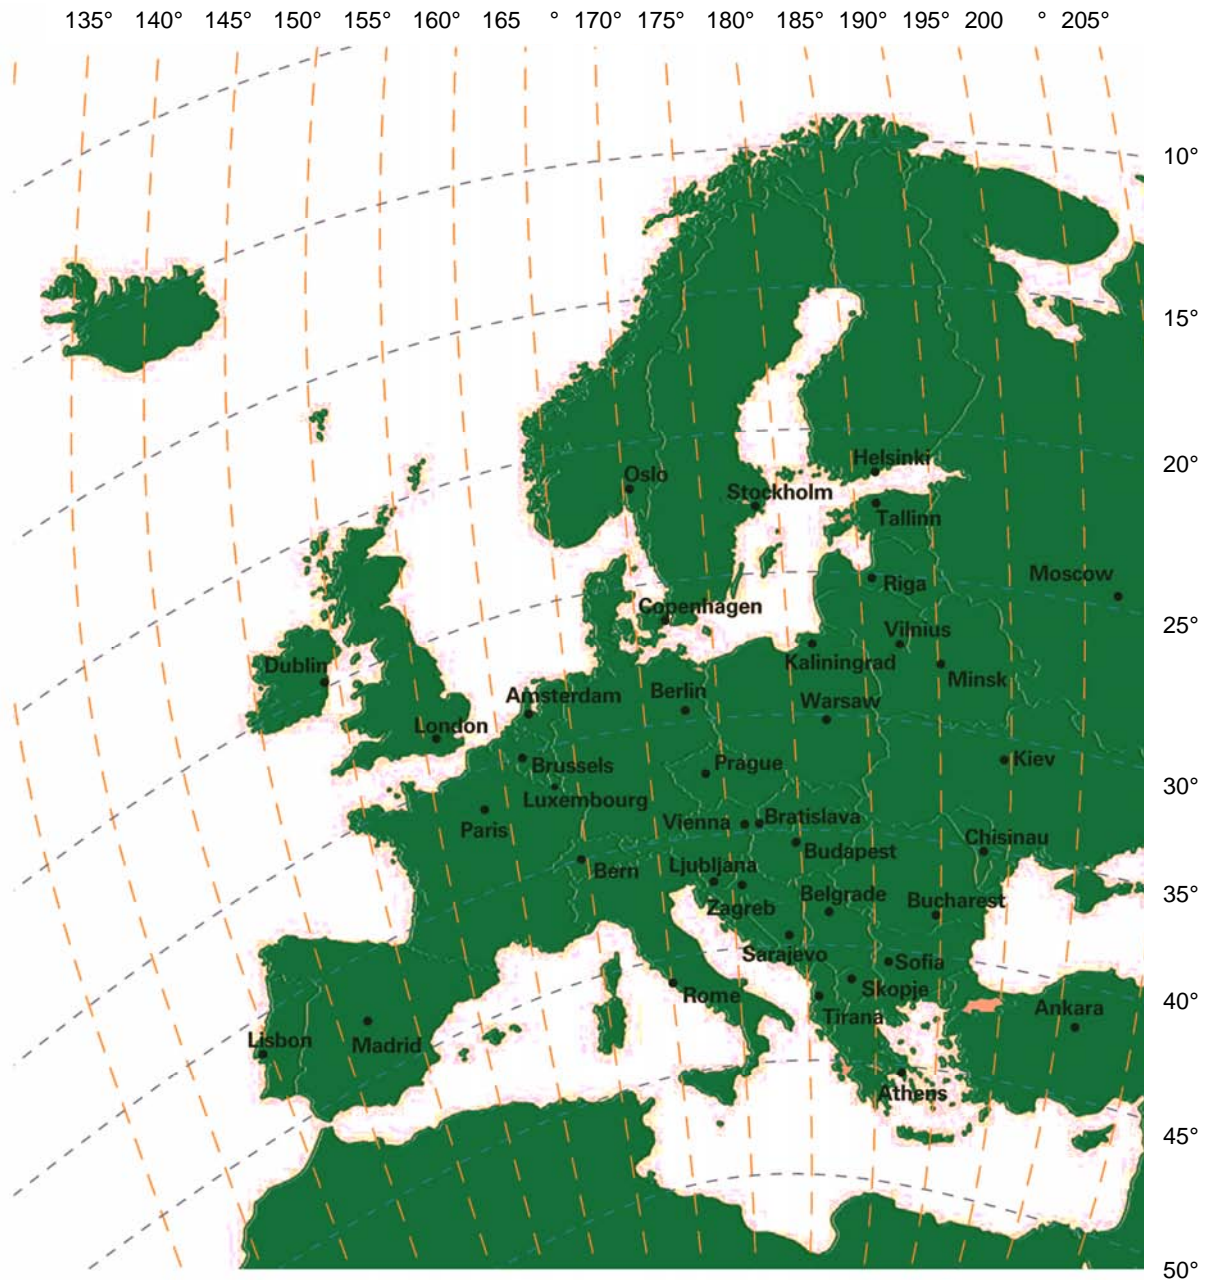 135° 140° 145° 150° 155° 160° 165 ° 170° 175° 180° 185° 190° 195° 200 ° 205°
10°
15°
20°
Helsinki
Oslo
Stockholm
Tallinn
Moscow
Riga
Copenhagen
25°
Vilnius
Kaliningrad
Dublin
Minsk
Amsterdam
Berlin
Warsaw
London
Kiev
Prague
Brussels
30°
Luxembourg
Vienna
Bratislava
Paris
Chisinau
Budapest
Ljubljana
Bern
Belgrade
35°
Bucharest
Zagreb
Sarajevo
Sofia
Skopje
Rome
40°
Ankara
Tirana
Lisbon
Madrid
Athens
45°
50°